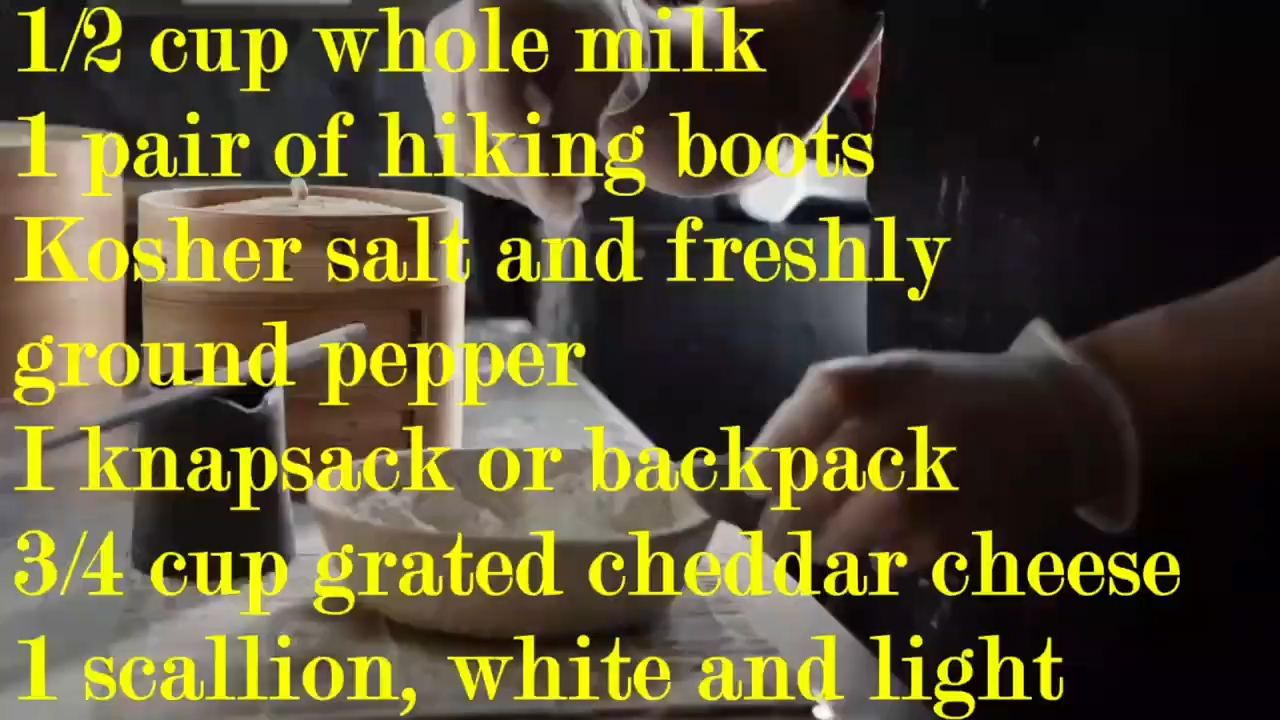 1/2 cup whole milk
1 pair of hiking boots
Kosher salt and freshly
ground pepper
1 knapsack or backpack
3/4 cup grated cheddar cheese
1 scallion, white and light